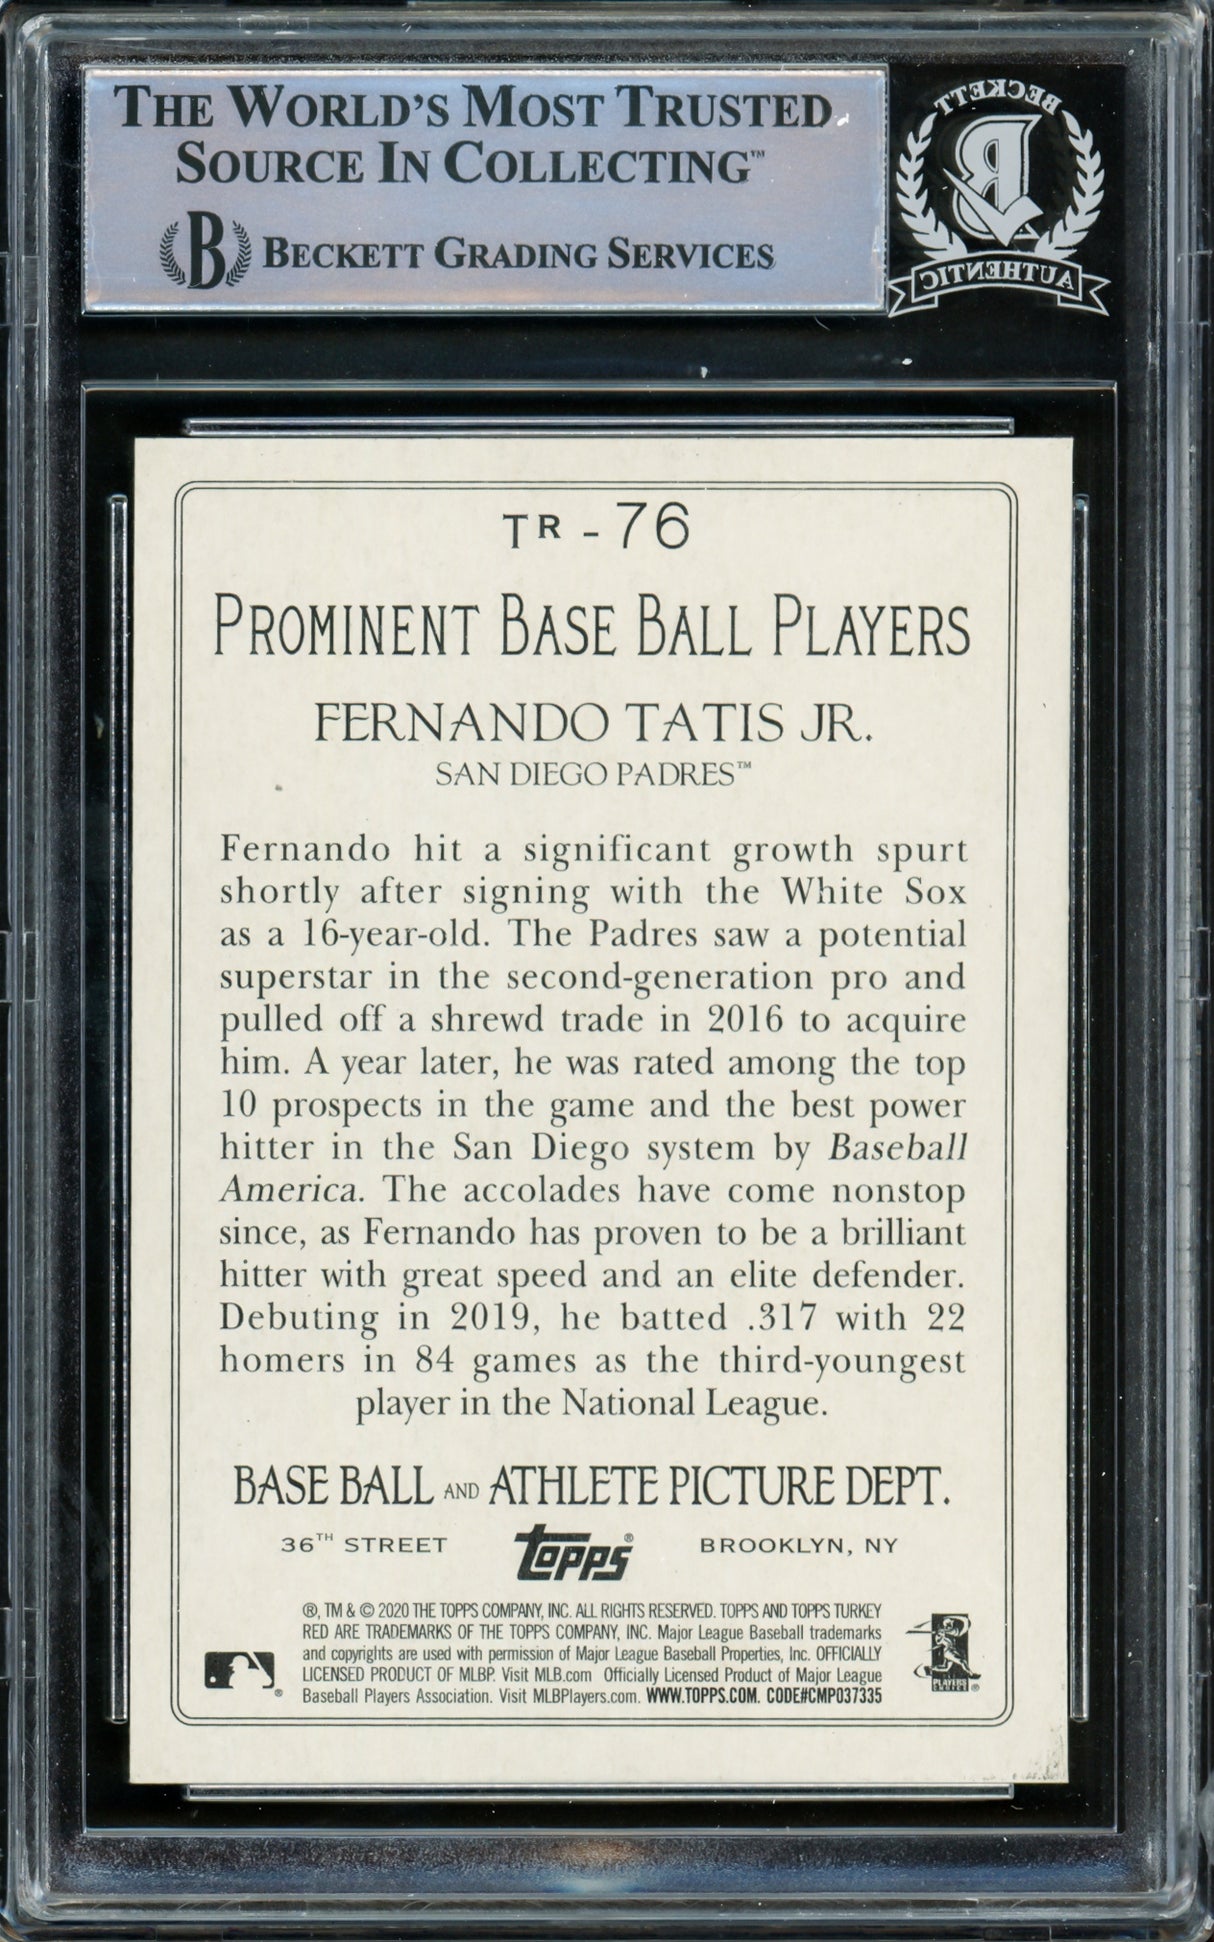 THE WORLD'S MOST TRUSTED
SOURCE IN COLLECTING™
B BECKETT GRADING SERVICES
BECKETT
B
AUTHENTIC
TR-76
PROMINENT BASE BALL PLAYERS
FERNANDO TATIS JR.
SAN DIEGO PADRES™
Fernando hit a significant growth spurt
shortly after signing with the White Sox
as a 16-year-old. The Padres saw a potential
superstar in the second-generation pro and
pulled off a shrewd trade in 2016 to acquire
him. A year later, he was rated among the top
10 prospects in the game and the best power
hitter in the San Diego system by Baseball
America. The accolades have come nonstop
since, as Fernando has proven to be a brilliant
hitter with great speed and an elite defender.
Debuting in 2019, he batted .317 with 22
homers in 84 games as the third-youngest
player in the National League.
BASE BALL AND ATHLETE PICTURE DEPT.
36TH STREET topps® BROOKLYN, NY
®, TM & © 2020 THE TOPPS COMPANY, INC. ALL RIGHTS RESERVED. TOPPS AND TOPPS TURKEY
RED ARE TRADEMARKS OF THE TOPPS COMPANY, INC. Major League Baseball trademarks
and copyrights are used with permission of Major League Baseball Properties, Inc. OFFICIALLY
LICENSED PRODUCT OF MLBP. Visit MLB.com Officially Licensed Product of Major League
Baseball Players Association. Visit MLBPlayers.com. WWW.TOPPS.COM. CODE#CMP037335
PLAYERS
CHOICE ®